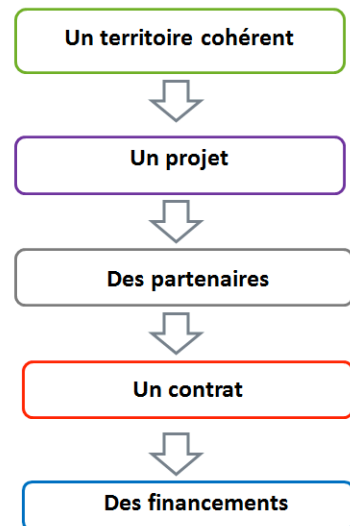 Un territoire cohérent
Un projet
Des partenaires
Un contrat
Des financements